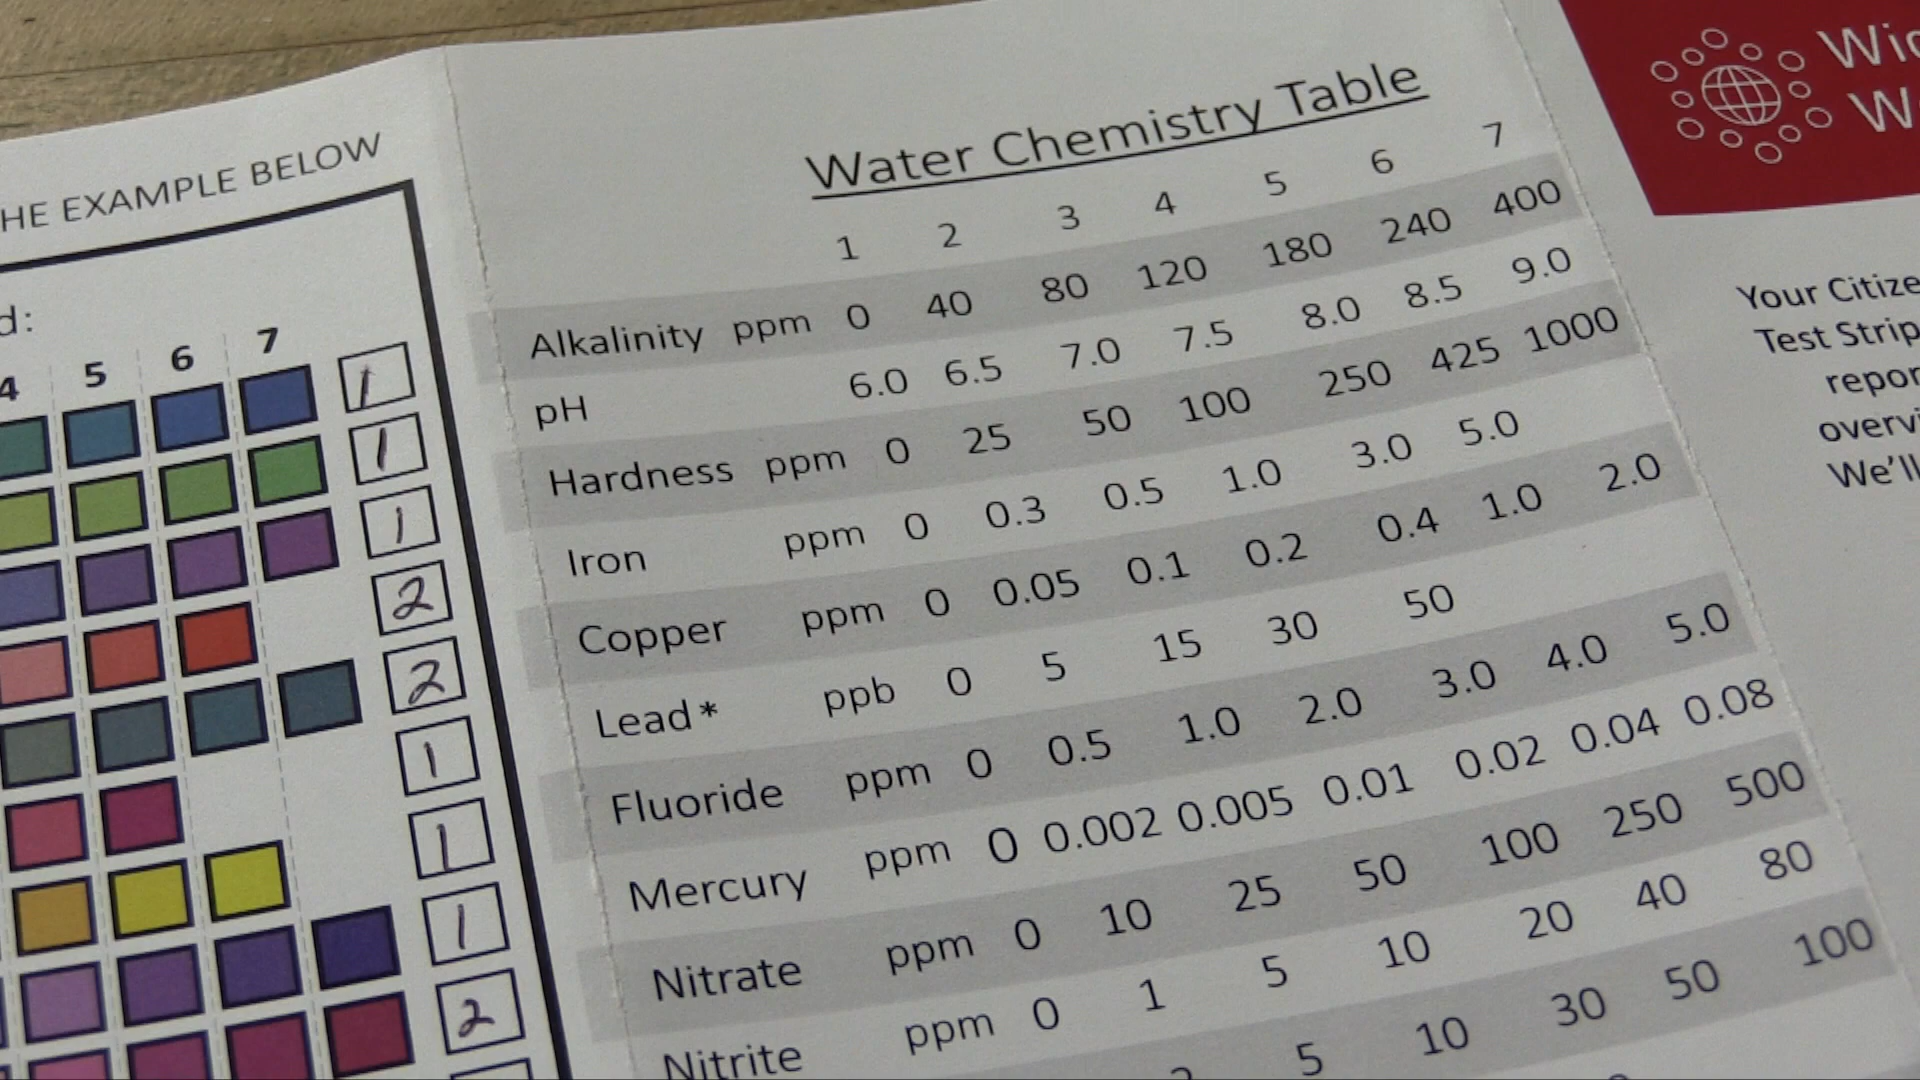 HE EXAMPLE BELOW
d:
4 5 6 7
1
1
1
2
2
1
1
1
2
Water Chemistry Table
1 2 3 4 5 6 7
Alkalinity ppm 0 40 80 120 180 240 400
pH 6.0 6.5 7.0 7.5 8.0 8.5 9.0
Hardness ppm 0 25 50 100 250 425 1000
Iron ppm 0 0.3 0.5 1.0 3.0 5.0
Copper ppm 0 0.05 0.1 0.2 0.4 1.0 2.0
Lead* ppb 0 5 15 30 50
Fluoride ppm 0 0.5 1.0 2.0 3.0 4.0 5.0
Mercury ppm 0 0.002 0.005 0.01 0.02 0.04 0.08
Nitrate ppm 0 10 25 50 100 250 500
Nitrite ppm 0 1 5 10 20 40 80
5 10 30 50 100
Your Citize
Test Strip
repor
overvi
We'll